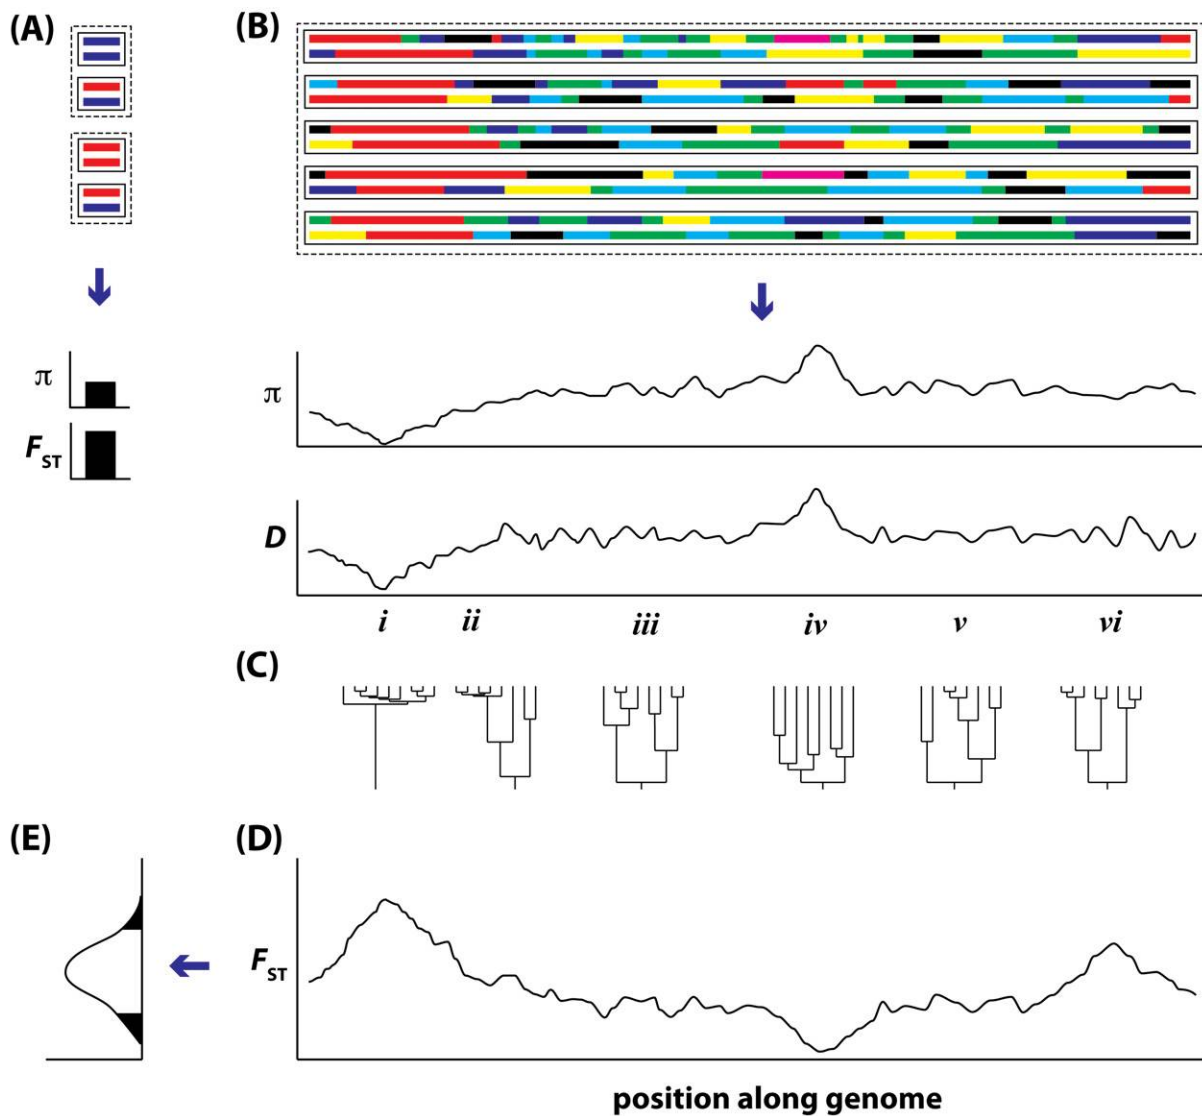 (A)
(B)
π
F_ST
π
D
i ii iii iv v vi
(C)
(E)
(D)
F_ST
position along genome